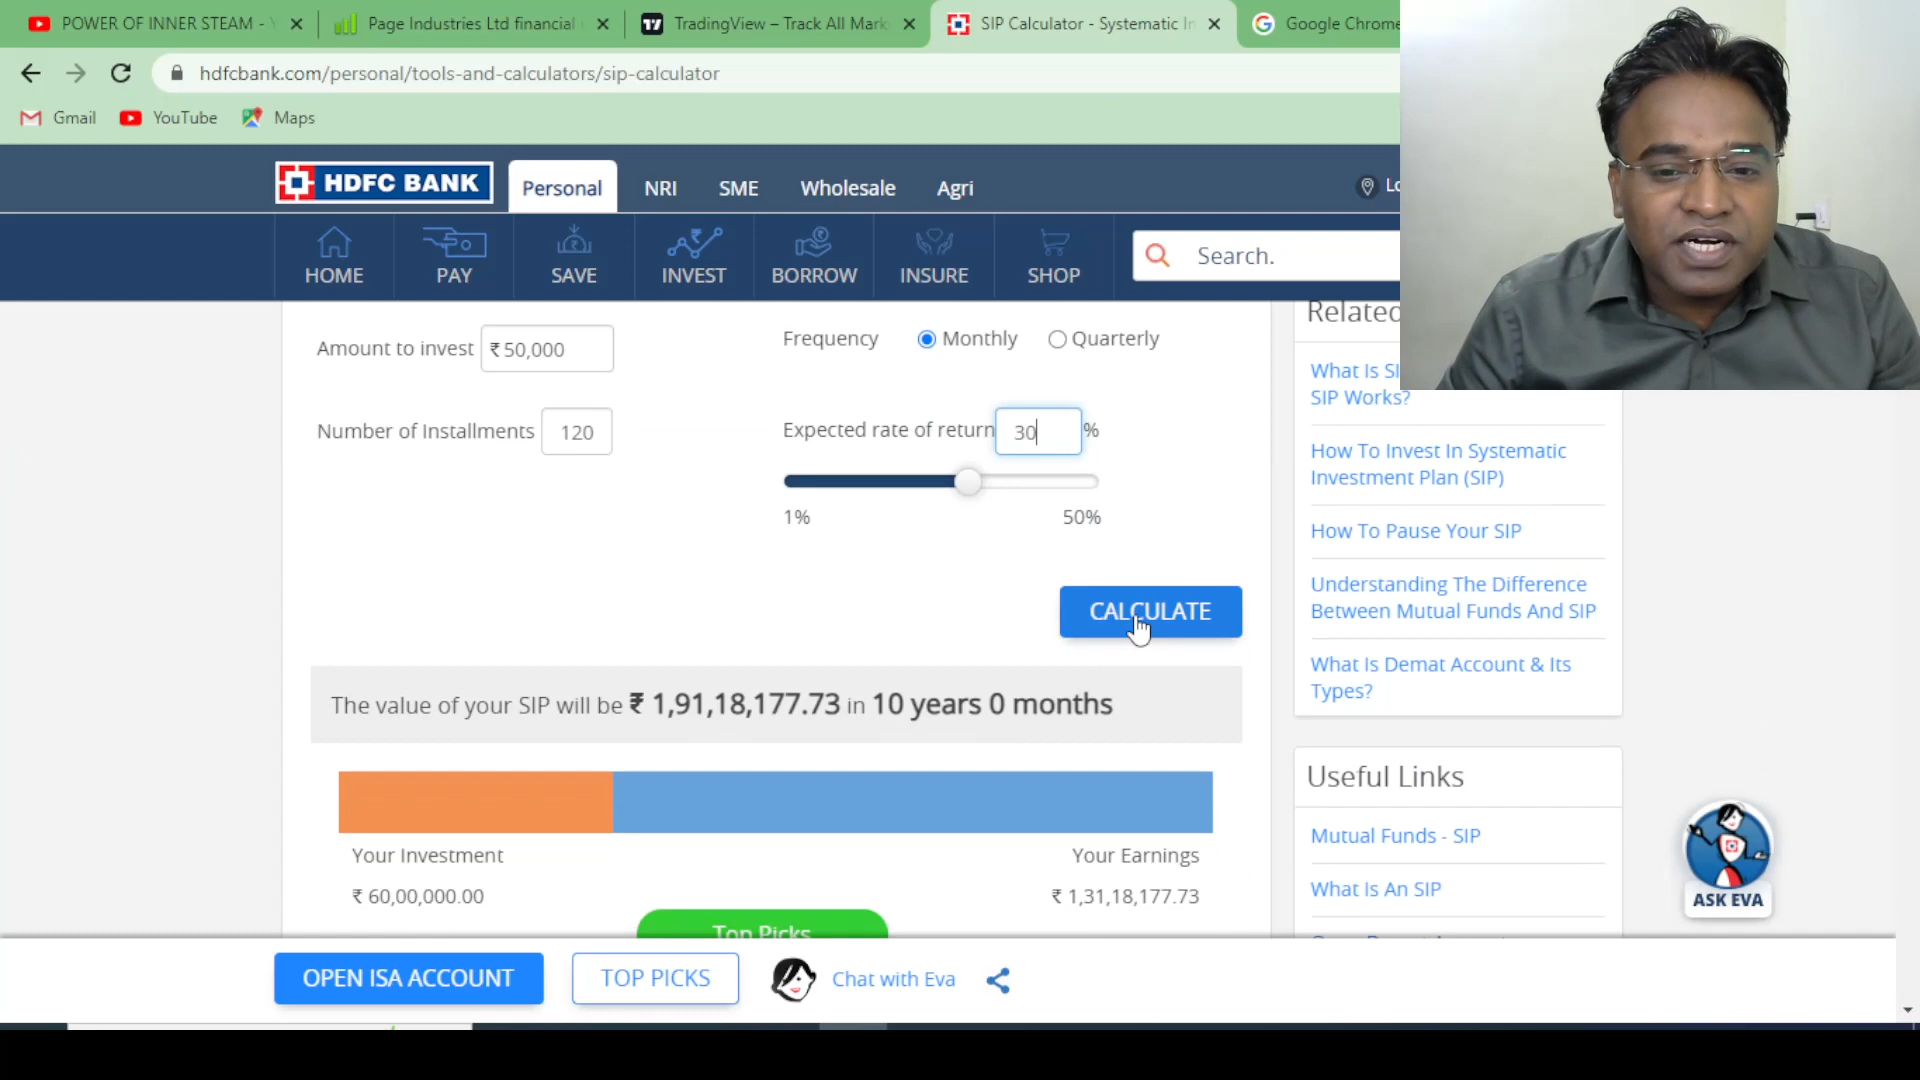 POWER OF INNER STEAM - Y
Page Industries Ltd financial
TradingView – Track All Mark
SIP Calculator - Systematic In
Google Chrome
hdfcbank.com/personal/tools-and-calculators/sip-calculator
Gmail YouTube Maps
HDFC BANK
Personal NRI SME Wholesale Agri
Lo
HOME PAY SAVE INVEST BORROW INSURE SHOP
Search.
Amount to invest ₹ 50,000
Frequency Monthly Quarterly
Number of Installments 120
Expected rate of return 30 %
1% 50%
CALCULATE
The value of your SIP will be ₹ 1,91,18,177.73 in 10 years 0 months
Your Investment Your Earnings
₹ 60,00,000.00 ₹ 1,31,18,177.73
Top Picks
Related
What Is SI
SIP Works?
How To Invest In Systematic
Investment Plan (SIP)
How To Pause Your SIP
Understanding The Difference
Between Mutual Funds And SIP
What Is Demat Account & Its
Types?
Useful Links
Mutual Funds - SIP
What Is An SIP
ASK EVA
OPEN ISA ACCOUNT TOP PICKS Chat with Eva